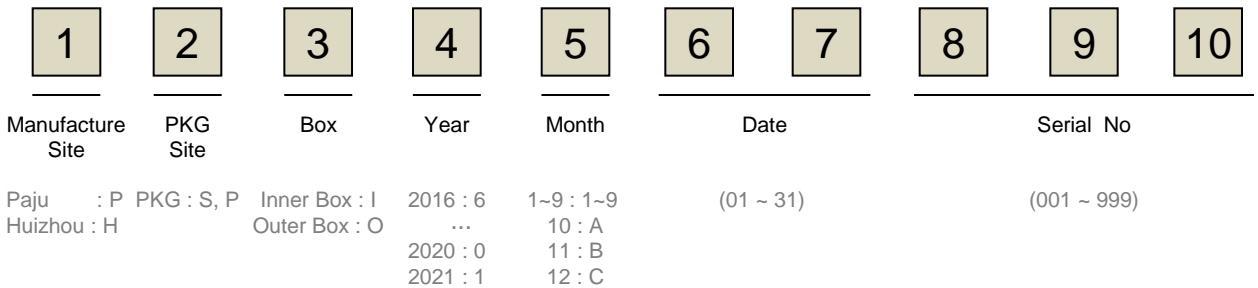 1 2 3 4 5 6 7 8 9 10
Manufacture Site PKG Site Box Year Month Date Serial No
Paju : P PKG : S, P Inner Box : I 2016 : 6 1~9 : 1~9 (01 ~ 31) (001 ~ 999)
Huizhou : H Outer Box : O … 10 : A
2020 : 0 11 : B
2021 : 1 12 : C